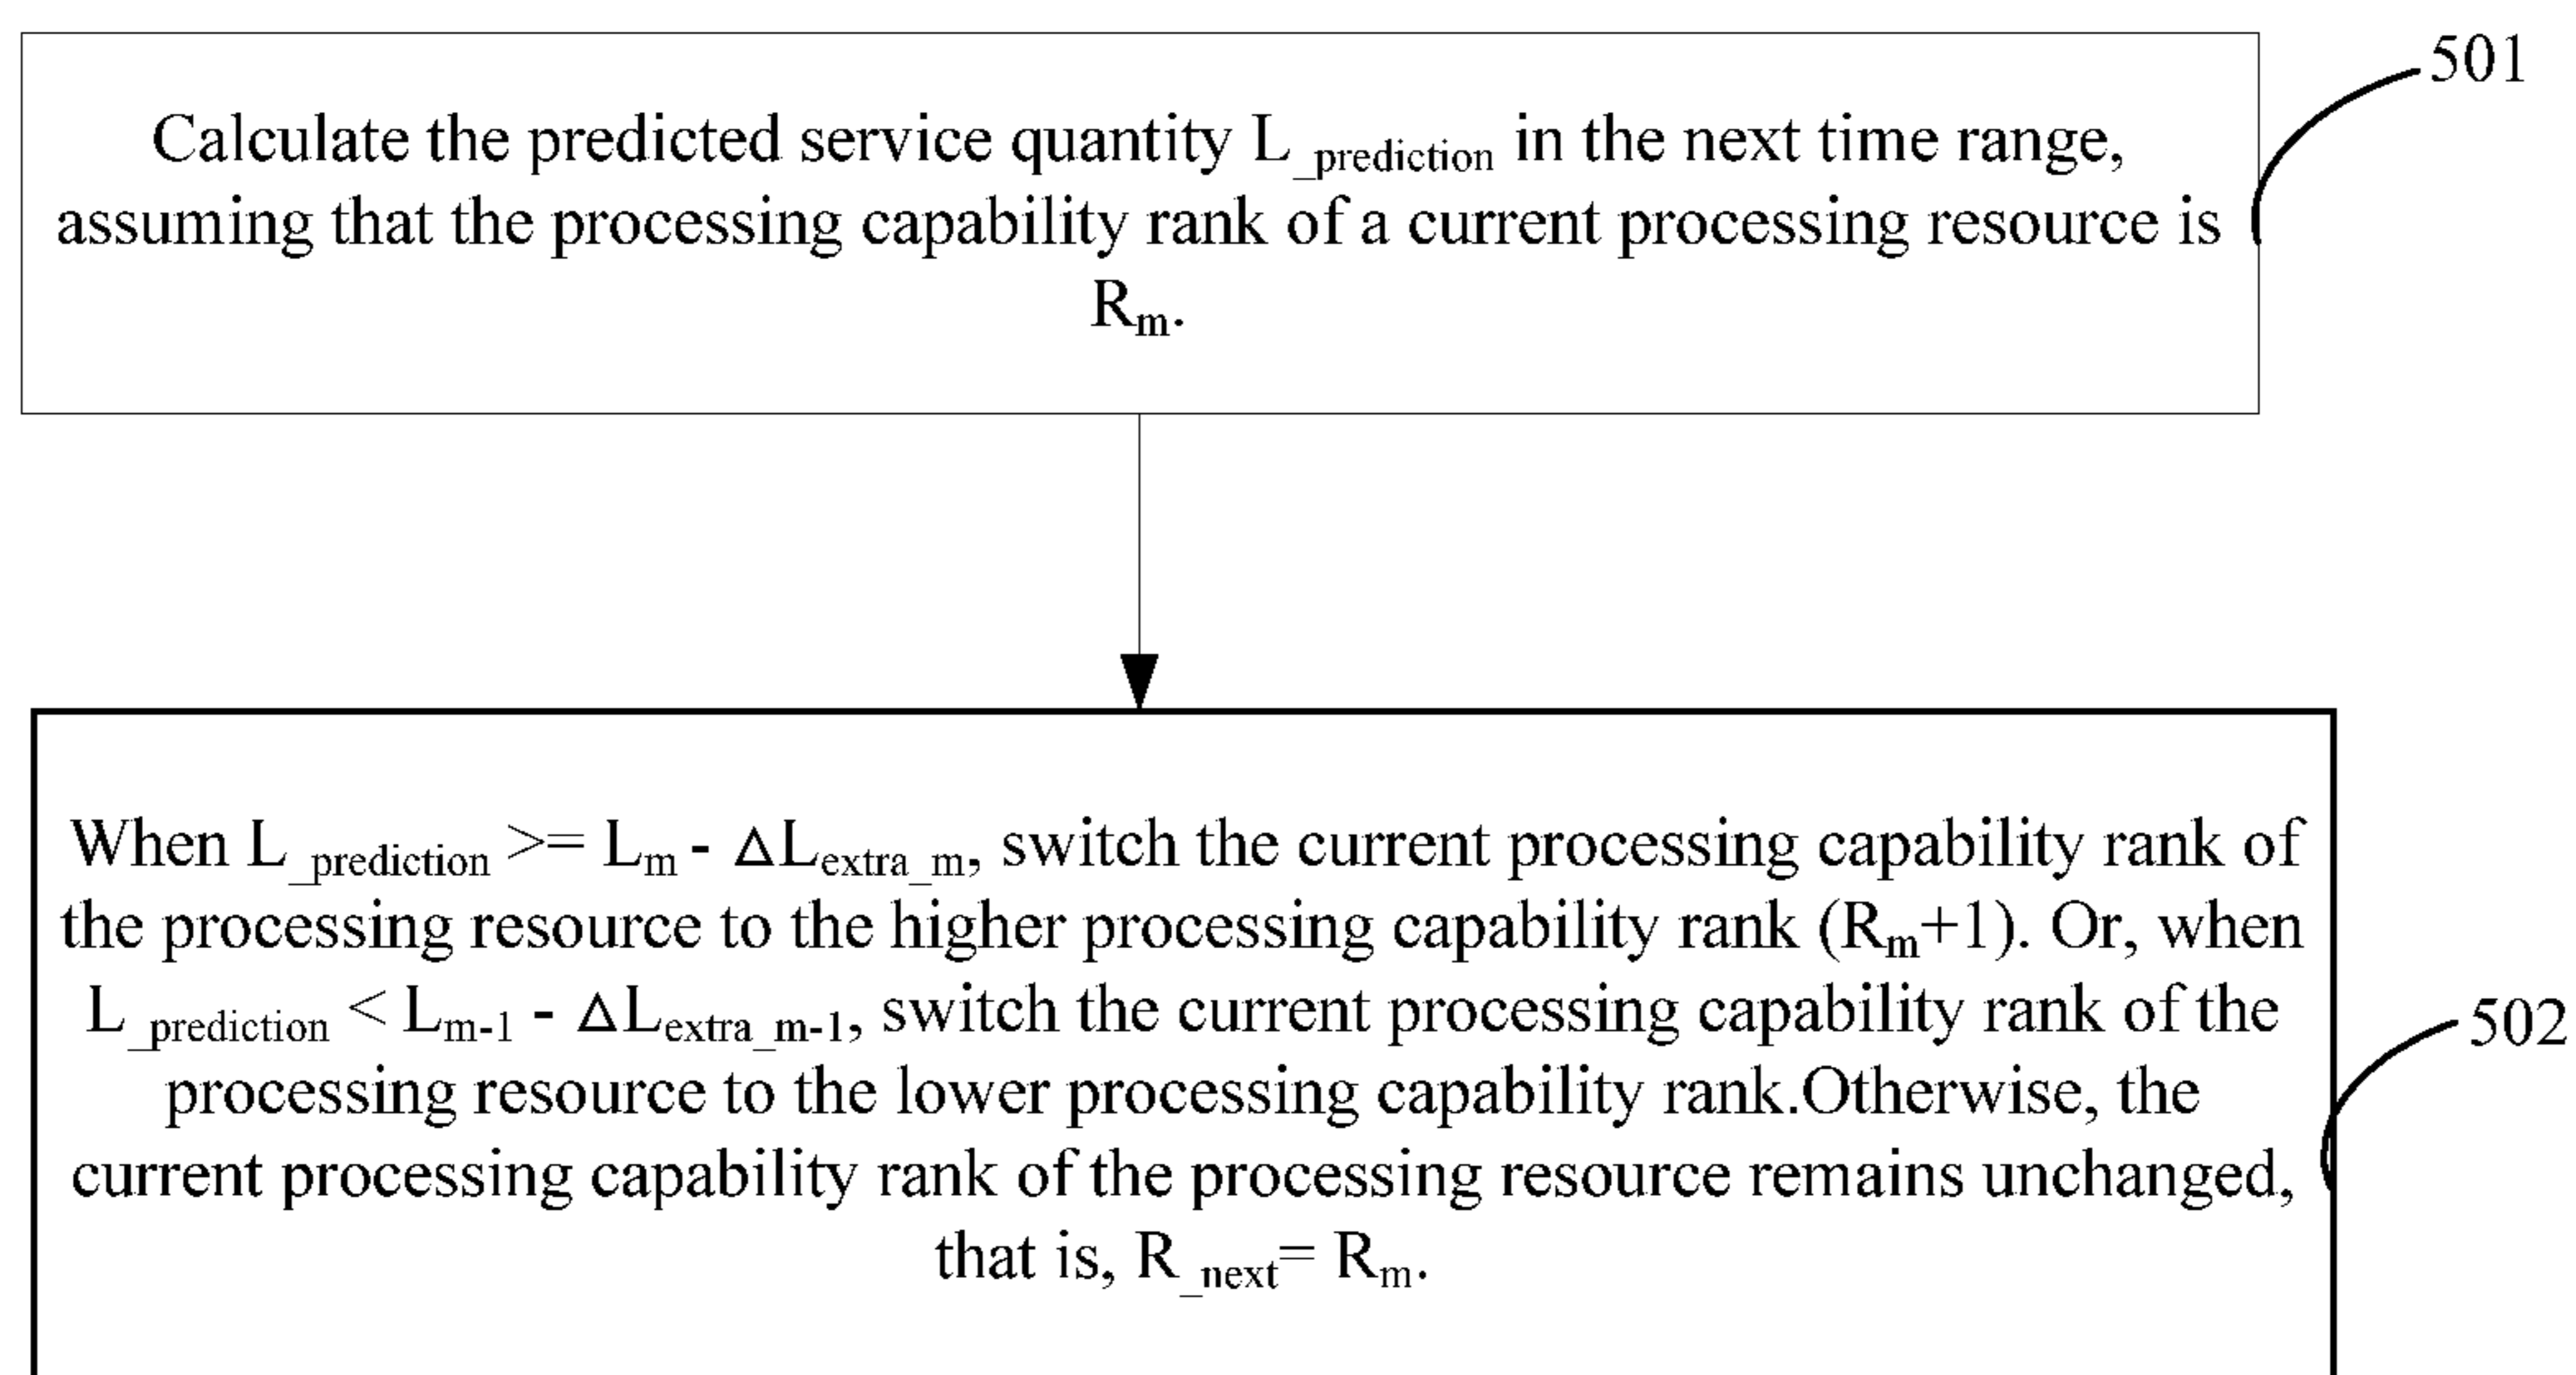 501
Calculate the predicted service quantity L_prediction in the next time range,
assuming that the processing capability rank of a current processing resource is
Rm.
When L_prediction >= Lm - ΔLextra_m, switch the current processing capability rank of
the processing resource to the higher processing capability rank (Rm+1). Or, when
L_prediction < Lm-1 - ΔLextra_m-1, switch the current processing capability rank of the
502
processing resource to the lower processing capability rank.Otherwise, the
current processing capability rank of the processing resource remains unchanged,
that is, R_next= Rm.